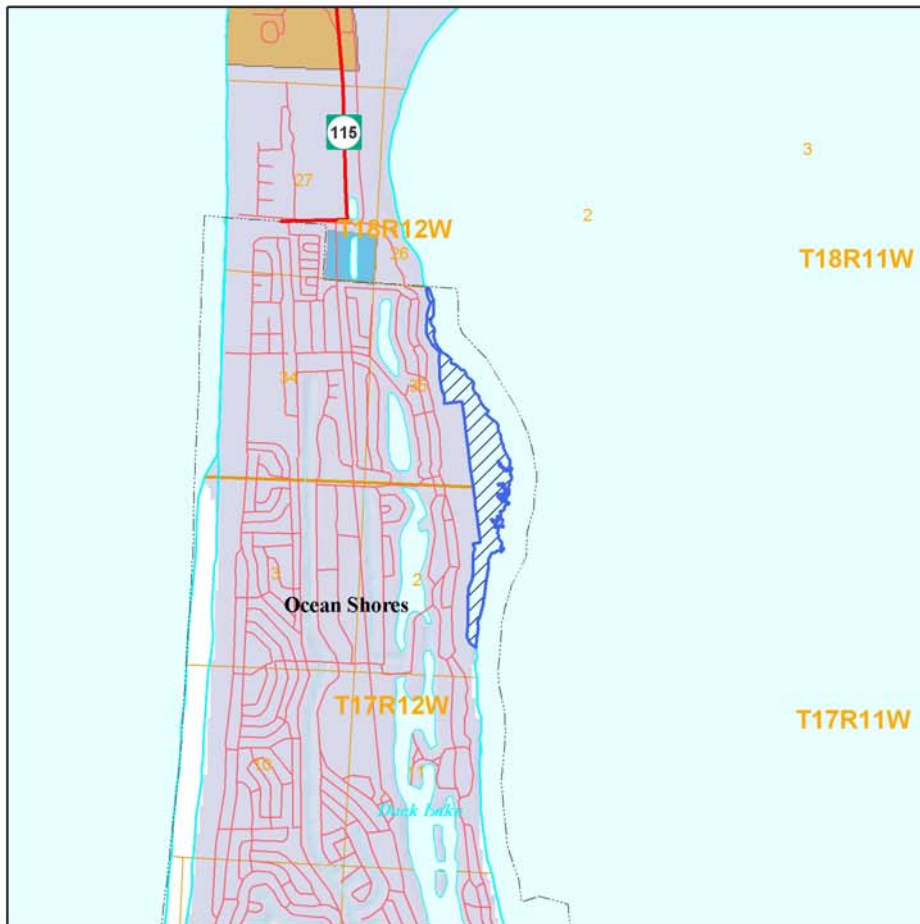 115
3
27
2
T18R12W
26
T18R11W
34
35
3
2
Ocean Shores
T17R12W
T17R11W
10
11
Duck Lake